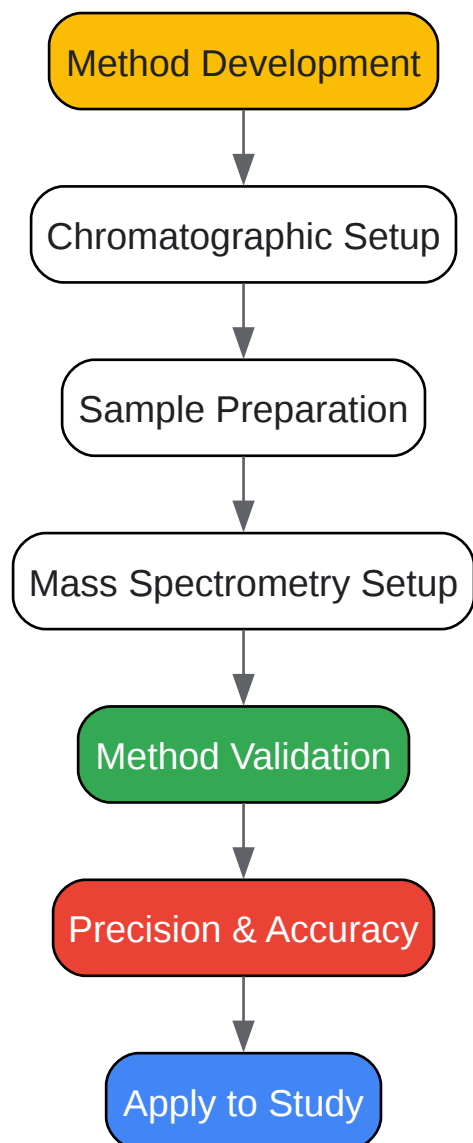 Method Development
Chromatographic Setup
Sample Preparation
Mass Spectrometry Setup
Method Validation
Precision & Accuracy
Apply to Study